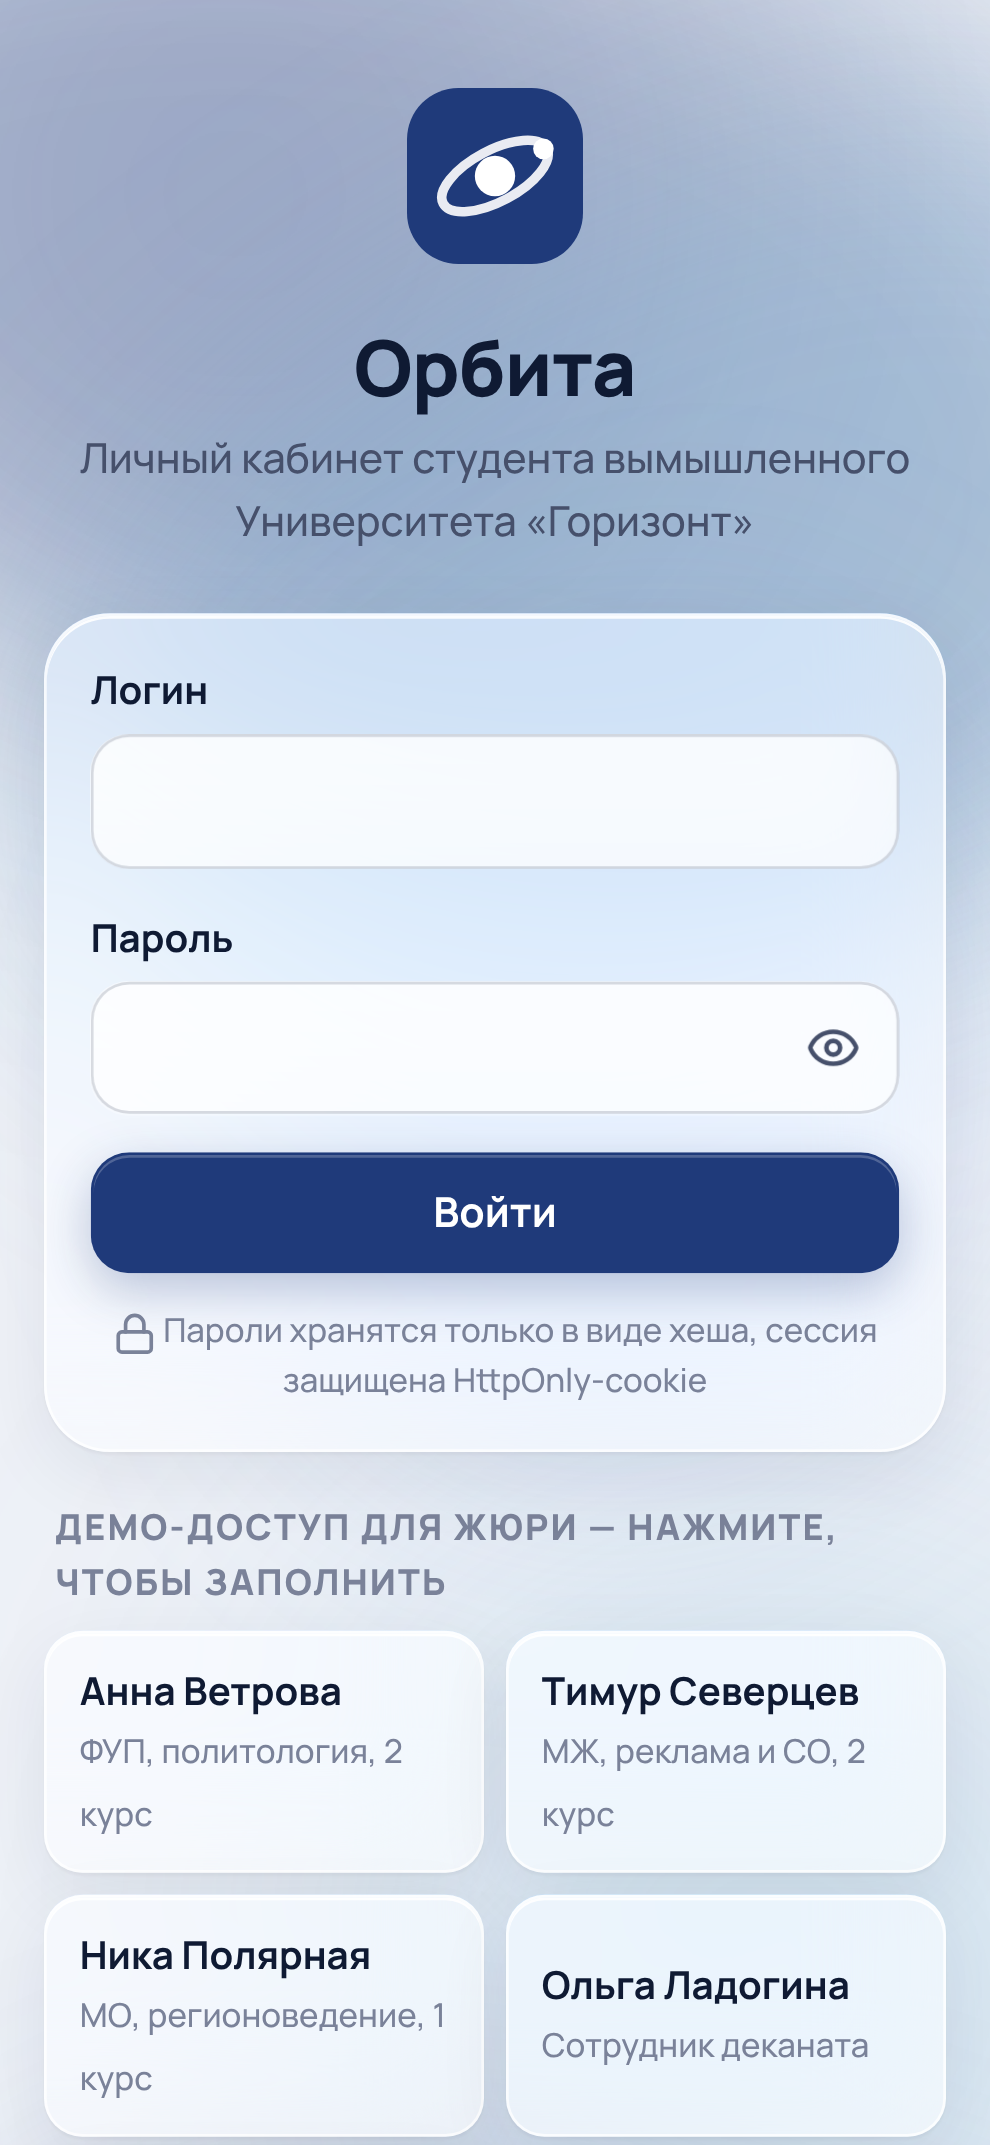 Орбита
Личный кабинет студента вымышленного
Университета «Горизонт»
Логин
Пароль
Войти
Пароли хранятся только в виде хеша, сессия
защищена HttpOnly-cookie
ДЕМО-ДОСТУП ДЛЯ ЖЮРИ — НАЖМИТЕ,
ЧТОБЫ ЗАПОЛНИТЬ
Анна Ветрова
ФУП, политология, 2
курс
Тимур Северцев
МЖ, реклама и СО, 2
курс
Ника Полярная
МО, регионоведение, 1
курс
Ольга Ладогина
Сотрудник деканата